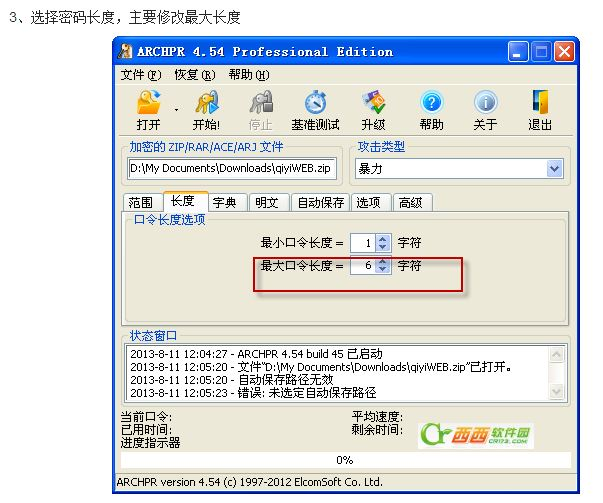 3、选择密码长度，主要修改最大长度
ARCHPR 4.54 Professional Edition
文件(F) 恢复(R) 帮助(H)
打开 开始! 停止 基准测试 升级 帮助 关于 退出
加密的 ZIP/RAR/ACE/ARJ 文件 攻击类型
D:\My Documents\Downloads\qiyiWEB.zip 暴力
范围 长度 字典 明文 自动保存 选项 高级
口令长度选项
最小口令长度 = 1 字符
最大口令长度 = 6 字符
状态窗口
2013-8-11 12:04:27 - ARCHPR 4.54 build 45 已启动
2013-8-11 12:05:20 - 文件"D:\My Documents\Downloads\qiyiWEB.zip"已打开。
2013-8-11 12:05:20 - 自动保存路径无效
2013-8-11 12:05:23 - 错误: 未选定自动保存路径
当前口令: 平均速度:
已用时间: 剩余时间:
进度指示器
西西软件园
CR173.com
0%
ARCHPR version 4.54 (c) 1997-2012 ElcomSoft Co. Ltd.